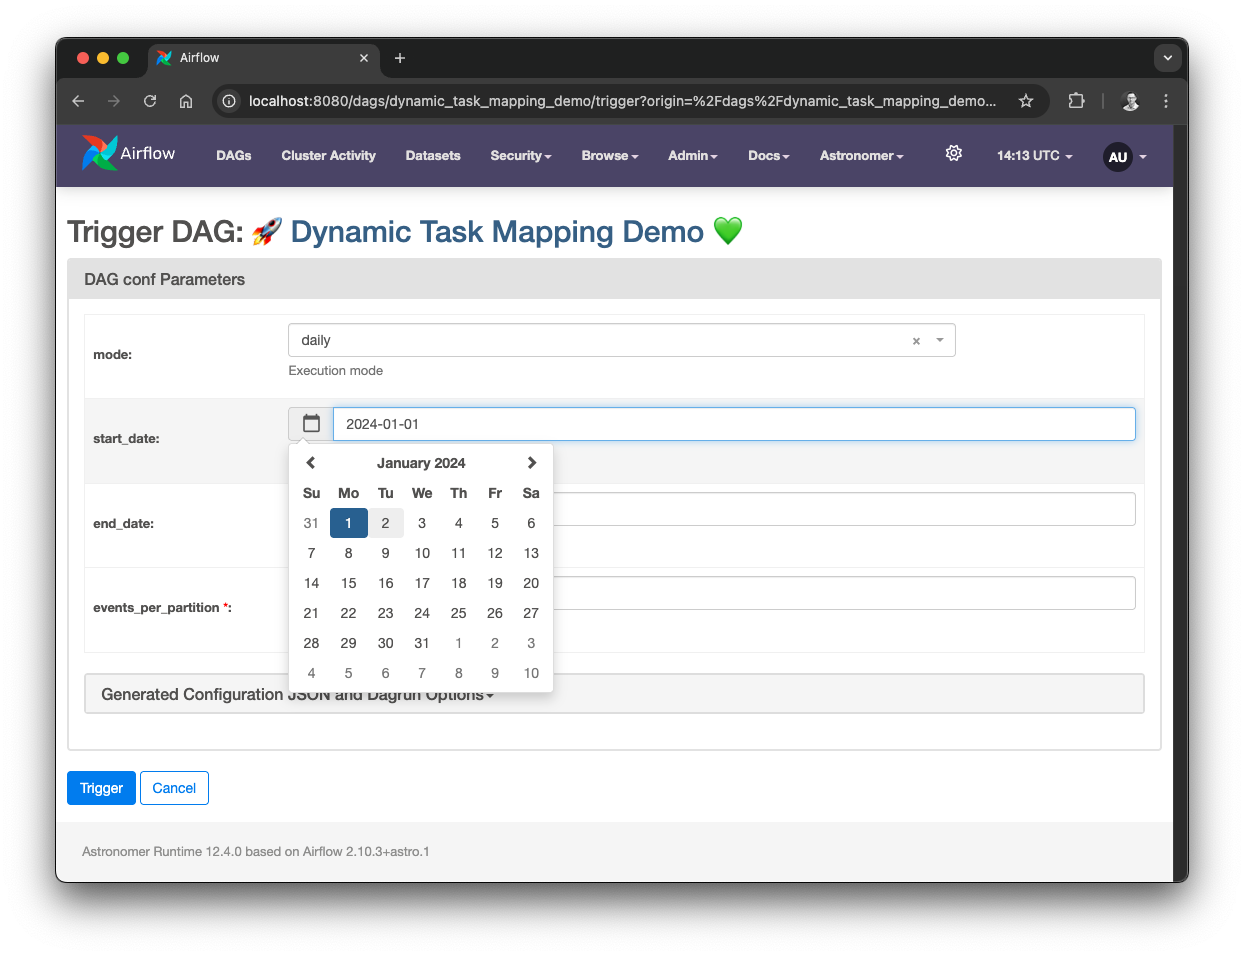 Airflow
localhost:8080/dags/dynamic_task_mapping_demo/trigger?origin=%2Fdags%2Fdynamic_task_mapping_demo...
Airflow DAGs Cluster Activity Datasets Security Browse Admin Docs Astronomer 14:13 UTC AU
Trigger DAG: 🚀 Dynamic Task Mapping Demo 💚
DAG conf Parameters
mode: daily
Execution mode
start_date: 2024-01-01
January 2024
Su Mo Tu We Th Fr Sa
31 1 2 3 4 5 6
7 8 9 10 11 12 13
14 15 16 17 18 19 20
21 22 23 24 25 26 27
28 29 30 31 1 2 3
4 5 6 7 8 9 10
end_date:
events_per_partition *:
Generated Configuration JSON and Dagrun Options
Trigger Cancel
Astronomer Runtime 12.4.0 based on Airflow 2.10.3+astro.1